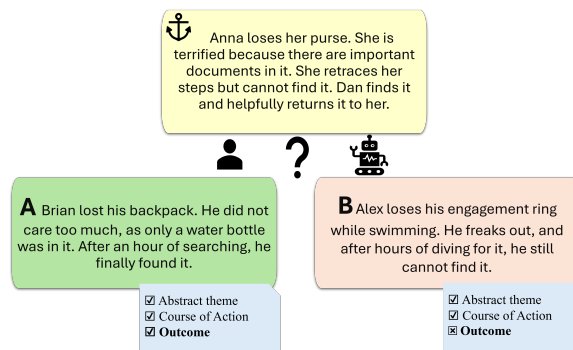 Anna loses her purse. She is
terrified because there are important
documents in it. She retraces her
steps but cannot find it. Dan finds it
and helpfully returns it to her.
?
A Brian lost his backpack. He did not
care too much, as only a water bottle
was in it. After an hour of searching, he
finally found it.
☑ Abstract theme
☑ Course of Action
☑ Outcome
B Alex loses his engagement ring
while swimming. He freaks out, and
after hours of diving for it, he still
cannot find it.
☑ Abstract theme
☑ Course of Action
☒ Outcome